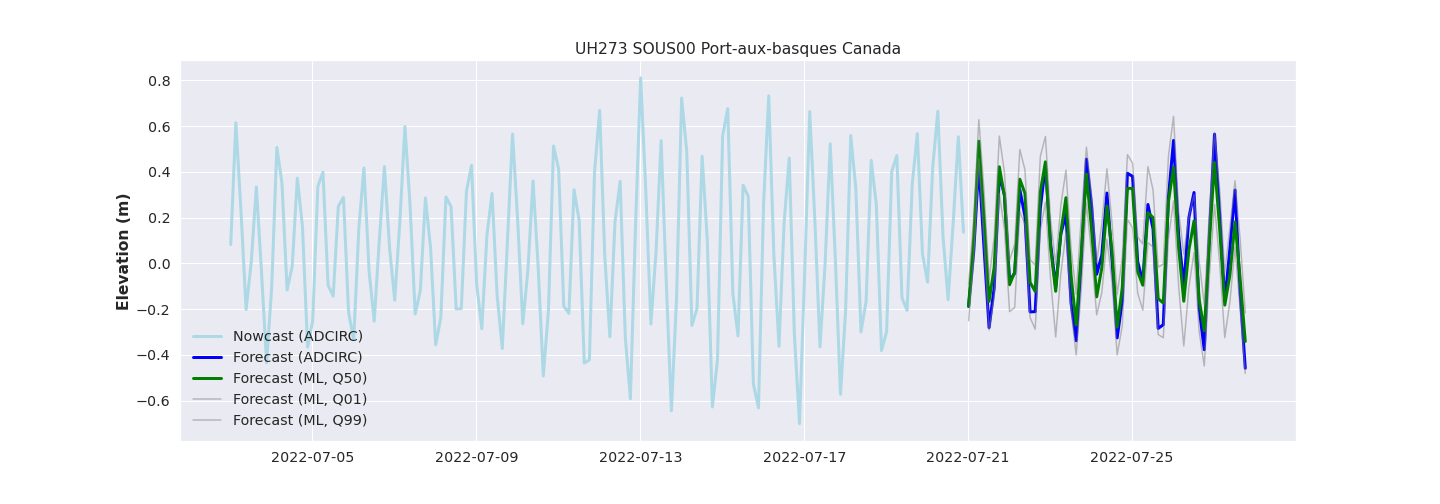 UH273 SOUS00 Port-aux-basques Canada
Elevation (m)
0.8
0.6
0.4
0.2
0.0
−0.2
−0.4
−0.6
Nowcast (ADCIRC)
Forecast (ADCIRC)
Forecast (ML, Q50)
Forecast (ML, Q01)
Forecast (ML, Q99)
2022-07-05 2022-07-09 2022-07-13 2022-07-17 2022-07-21 2022-07-25